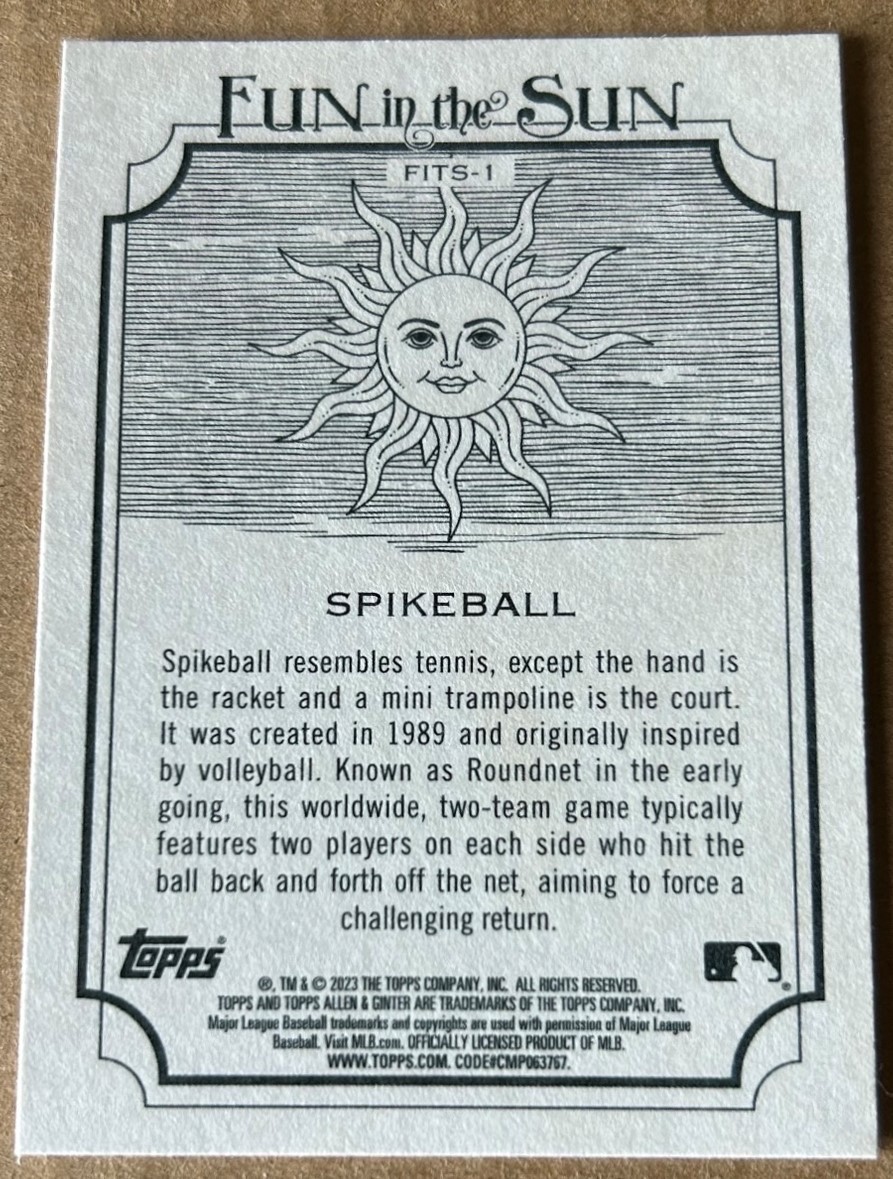 FUN in the SUN
FITS-1
SPIKEBALL
Spikeball resembles tennis, except the hand is
the racket and a mini trampoline is the court.
It was created in 1989 and originally inspired
by volleyball. Known as Roundnet in the early
going, this worldwide, two-team game typically
features two players on each side who hit the
ball back and forth off the net, aiming to force a
challenging return.
topps®
®
®, TM & © 2023 THE TOPPS COMPANY, INC. ALL RIGHTS RESERVED.
TOPPS AND TOPPS ALLEN & GINTER ARE TRADEMARKS OF THE TOPPS COMPANY, INC.
Major League Baseball trademarks and copyrights are used with permission of Major League
Baseball. Visit MLB.com. OFFICIALLY LICENSED PRODUCT OF MLB.
WWW.TOPPS.COM. CODE#CMP063767.